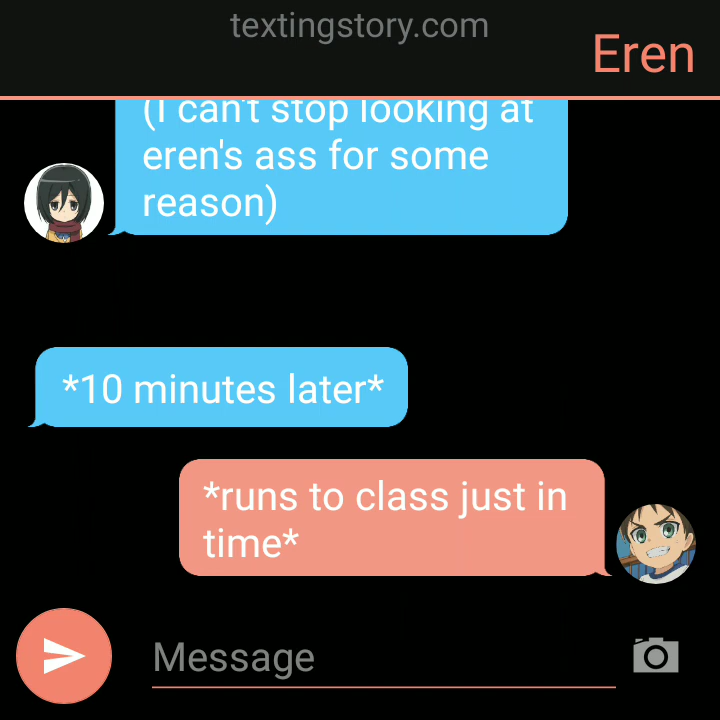 textingstory.com
Eren
(I can't stop looking at
eren's ass for some
reason)
*10 minutes later*
*runs to class just in
time*
Message